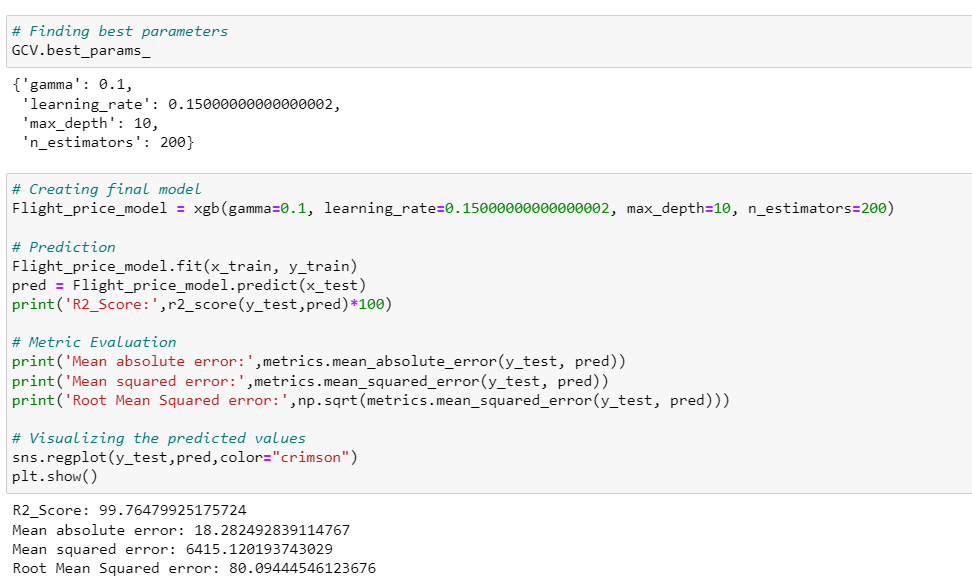 # Finding best parameters
GCV.best_params_
{'gamma': 0.1,
'learning_rate': 0.15000000000000002,
'max_depth': 10,
'n_estimators': 200}
# Creating final model
Flight_price_model = xgb(gamma=0.1, learning_rate=0.15000000000000002, max_depth=10, n_estimators=200)
# Prediction
Flight_price_model.fit(x_train, y_train)
pred = Flight_price_model.predict(x_test)
print('R2_Score:',r2_score(y_test,pred)*100)
# Metric Evaluation
print('Mean absolute error:',metrics.mean_absolute_error(y_test, pred))
print('Mean squared error:',metrics.mean_squared_error(y_test, pred))
print('Root Mean Squared error:',np.sqrt(metrics.mean_squared_error(y_test, pred)))
# Visualizing the predicted values
sns.regplot(y_test,pred,color="crimson")
plt.show()
R2_Score: 99.76479925175724
Mean absolute error: 18.282492839114767
Mean squared error: 6415.120193743029
Root Mean Squared error: 80.09444546123676